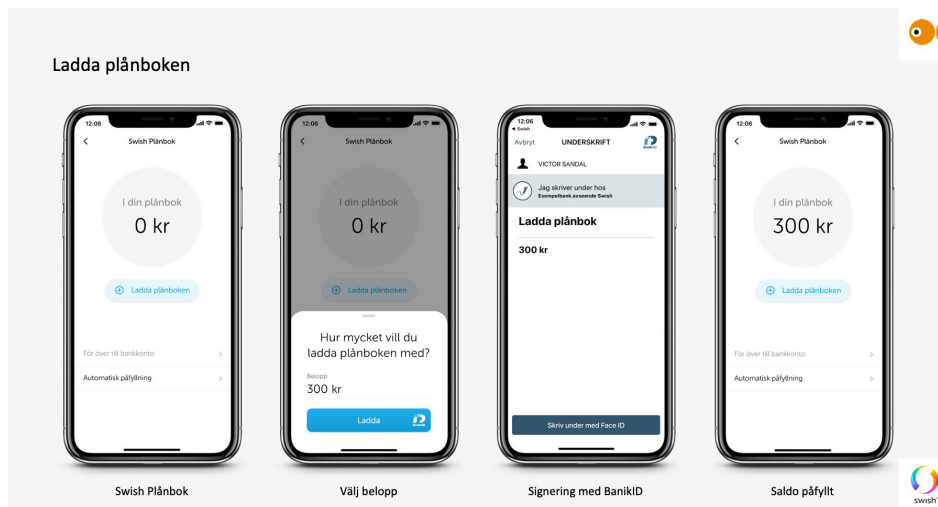 Ladda plånboken
12:06
Swish Plånbok
I din plånbok
0 kr
Ladda plånboken
För över till bankkonto
Automatisk påfyllning
Swish Plånbok
12:06
Swish Plånbok
I din plånbok
0 kr
Ladda plånboken
Hur mycket vill du
ladda plånboken med?
Belopp
300 kr
Ladda
BankID
Välj belopp
12:06
Swish
Avbryt
UNDERSKRIFT
BankID
VICTOR SANDAL
Jag skriver under hos
Exempelbank avseende Swish
Ladda plånbok
300 kr
Skriv under med Face ID
Signering med BanikID
12:06
Swish Plånbok
I din plånbok
300 kr
Ladda plånboken
För över till bankkonto
Automatisk påfyllning
Saldo påfyllt
swish